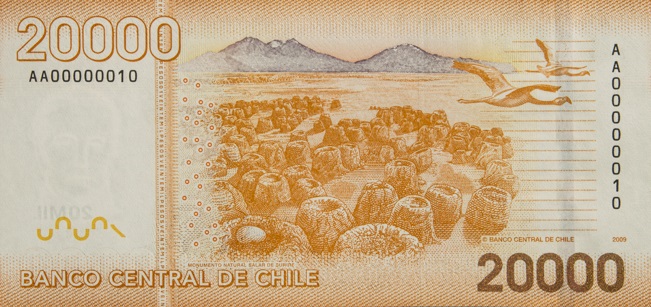 20000
AA00000010
AA00000010
© BANCO CENTRAL DE CHILE 2009
MONUMENTO NATURAL SALAR DE SURIRE
BANCO CENTRAL DE CHILE
20000